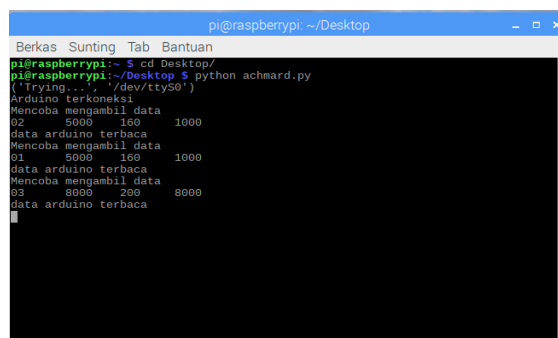 pi@raspberrypi: ~/Desktop
Berkas Sunting Tab Bantuan
pi@raspberrypi:~ $ cd Desktop/
pi@raspberrypi:~/Desktop $ python achmard.py
('Trying...', '/dev/ttyS0')
Arduino terkoneksi
Mencoba mengambil data
02 5000 160 1000
data arduino terbaca
Mencoba mengambil data
01 5000 160 1000
data arduino terbaca
Mencoba mengambil data
03 8000 200 8000
data arduino terbaca